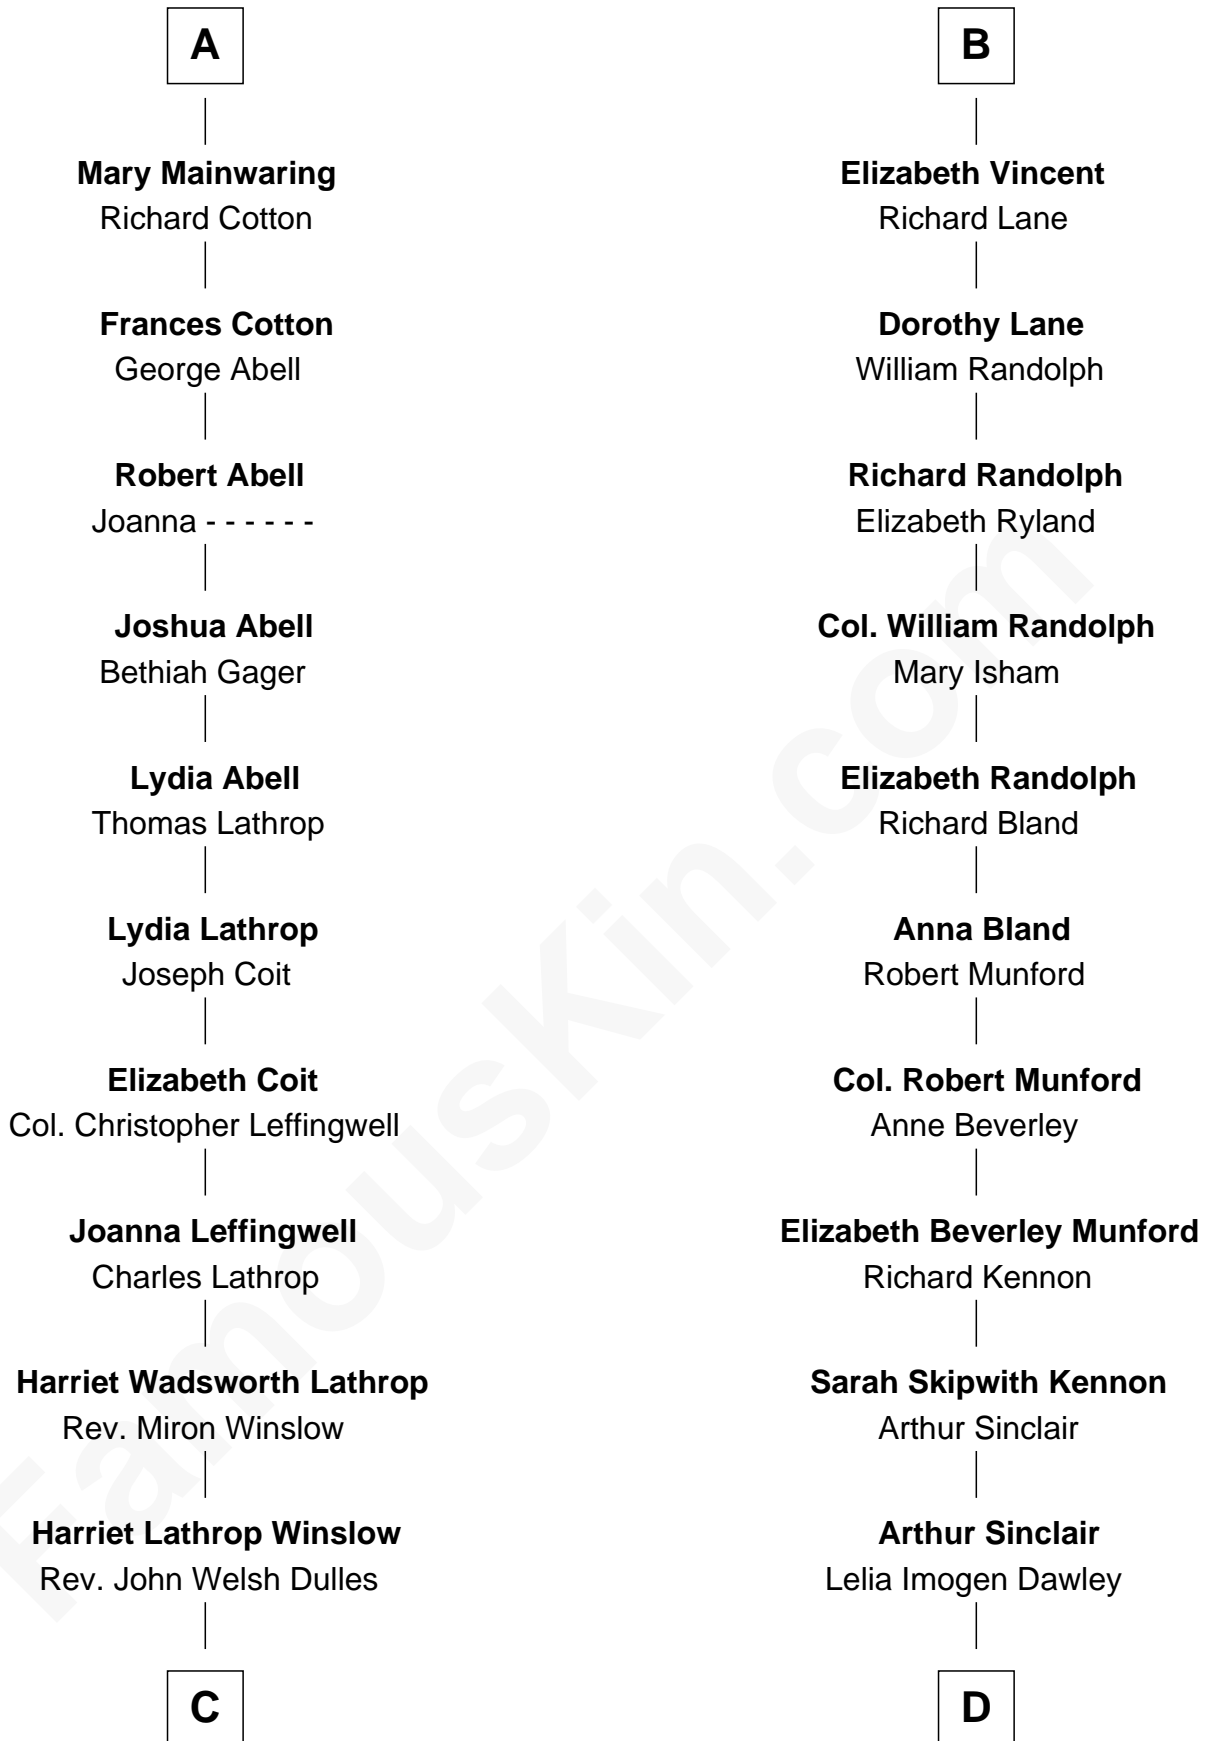 A
Mary Mainwaring
Richard Cotton
Frances Cotton
George Abell
Robert Abell
Joanna - - - - - -
Joshua Abell
Bethiah Gager
Lydia Abell
Thomas Lathrop
Lydia Lathrop
Joseph Coit
Elizabeth Coit
Col. Christopher Leffingwell
Joanna Leffingwell
Charles Lathrop
Harriet Wadsworth Lathrop
Rev. Miron Winslow
Harriet Lathrop Winslow
Rev. John Welsh Dulles
C
B
Elizabeth Vincent
Richard Lane
Dorothy Lane
William Randolph
Richard Randolph
Elizabeth Ryland
Col. William Randolph
Mary Isham
Elizabeth Randolph
Richard Bland
Anna Bland
Robert Munford
Col. Robert Munford
Anne Beverley
Elizabeth Beverley Munford
Richard Kennon
Sarah Skipwith Kennon
Arthur Sinclair
Arthur Sinclair
Lelia Imogen Dawley
D
FamousKin.com